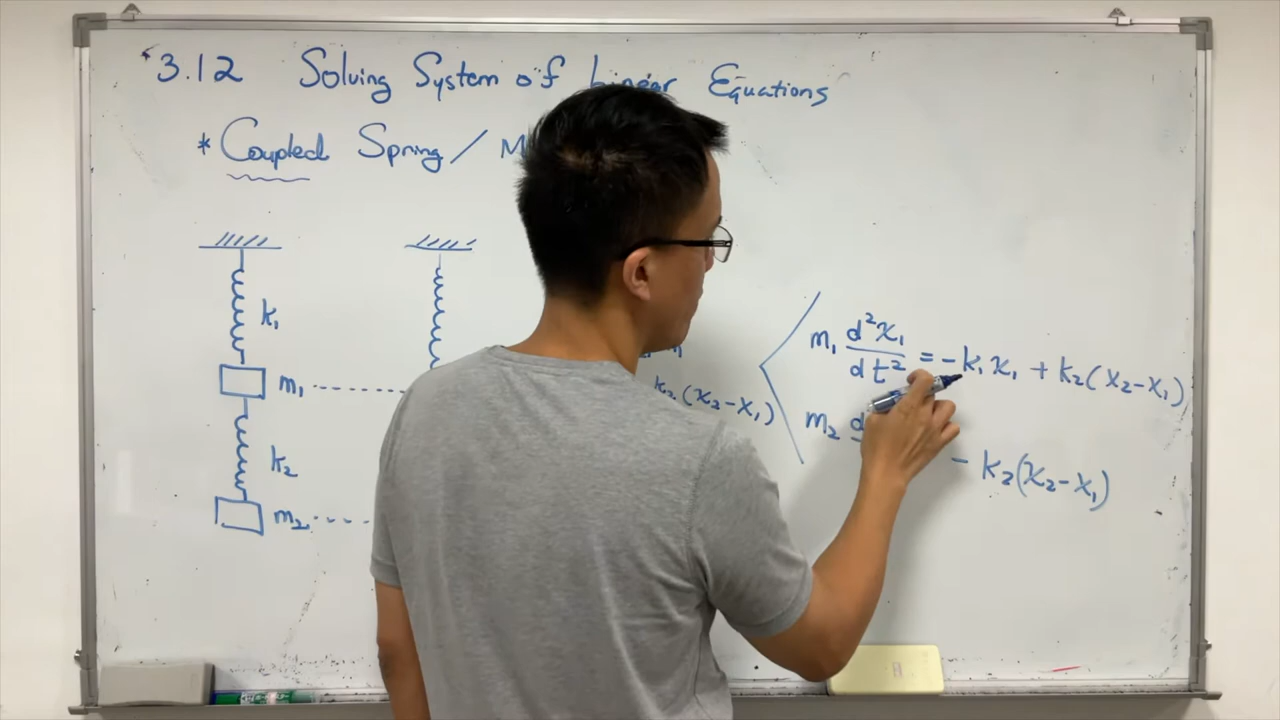 3.12 Solving System of Linear Equations
* Coupled Spring /
k₁
m₁
k₂
m₂
k₂(x₂-x₁)
m₁ d²x₁/dt² = -k₁x₁ + k₂(x₂-x₁)
m₂ - k₂(x₂-x₁)